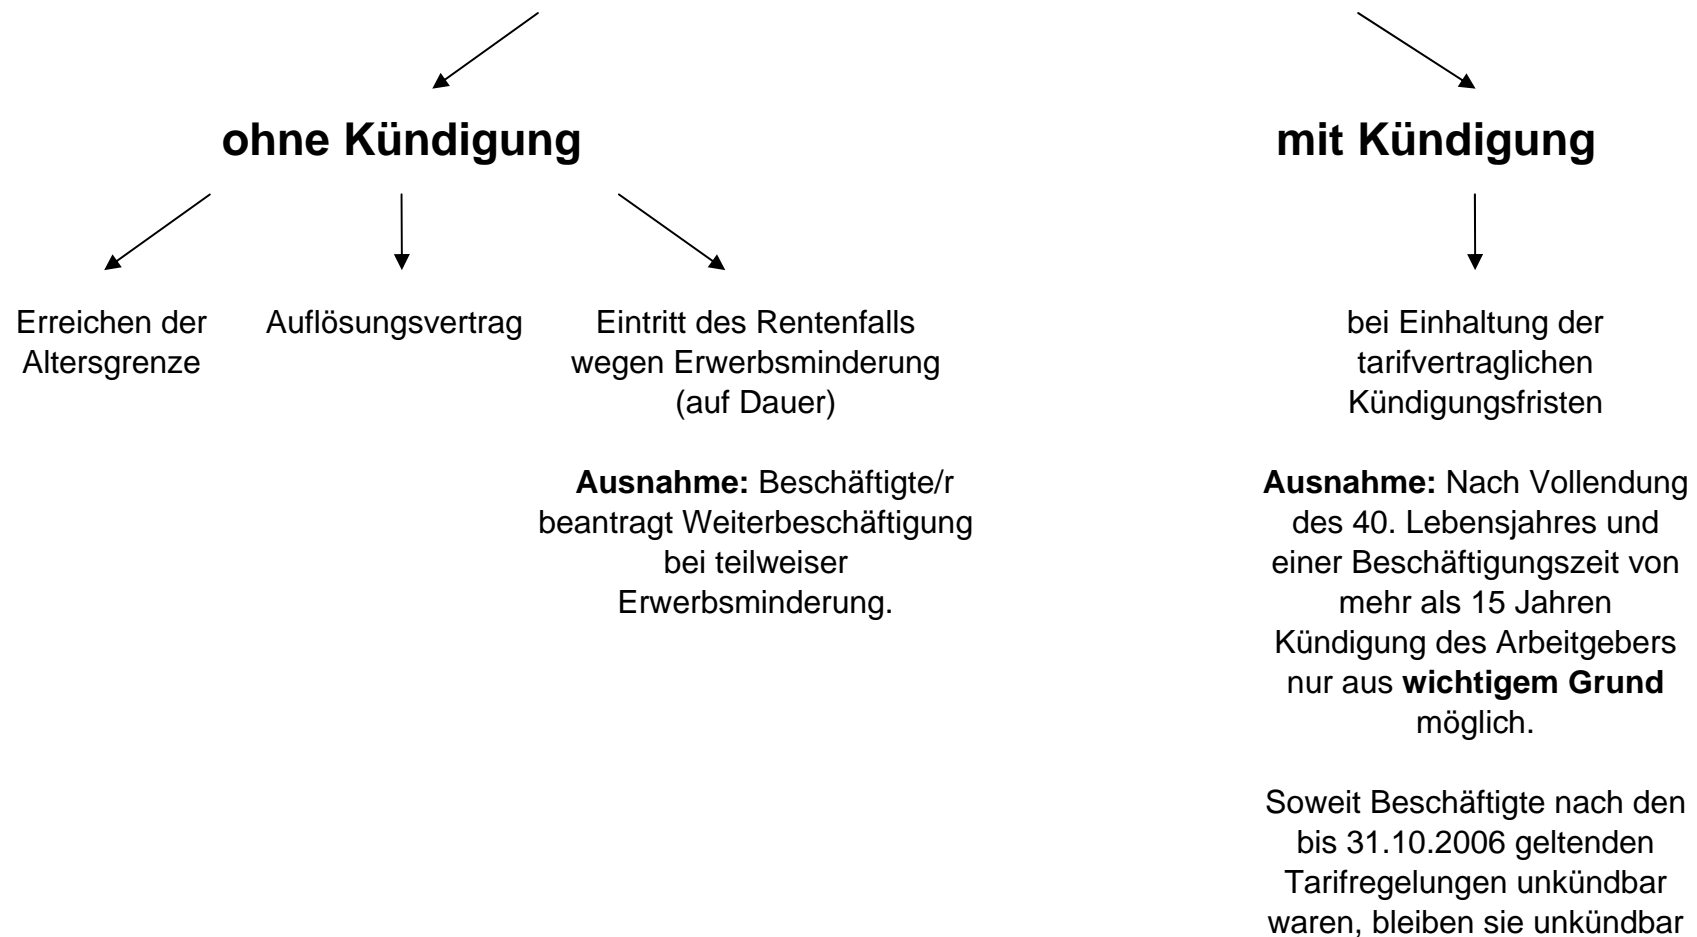 ohne Kündigung
mit Kündigung
Erreichen der
Altersgrenze
Auflösungsvertrag
Eintritt des Rentenfalls
wegen Erwerbsminderung
(auf Dauer)
Ausnahme: Beschäftigte/r
beantragt Weiterbeschäftigung
bei teilweiser
Erwerbsminderung.
bei Einhaltung der
tarifvertraglichen
Kündigungsfristen
Ausnahme: Nach Vollendung
des 40. Lebensjahres und
einer Beschäftigungszeit von
mehr als 15 Jahren
Kündigung des Arbeitgebers
nur aus wichtigem Grund
möglich.
Soweit Beschäftigte nach den
bis 31.10.2006 geltenden
Tarifregelungen unkündbar
waren, bleiben sie unkündbar